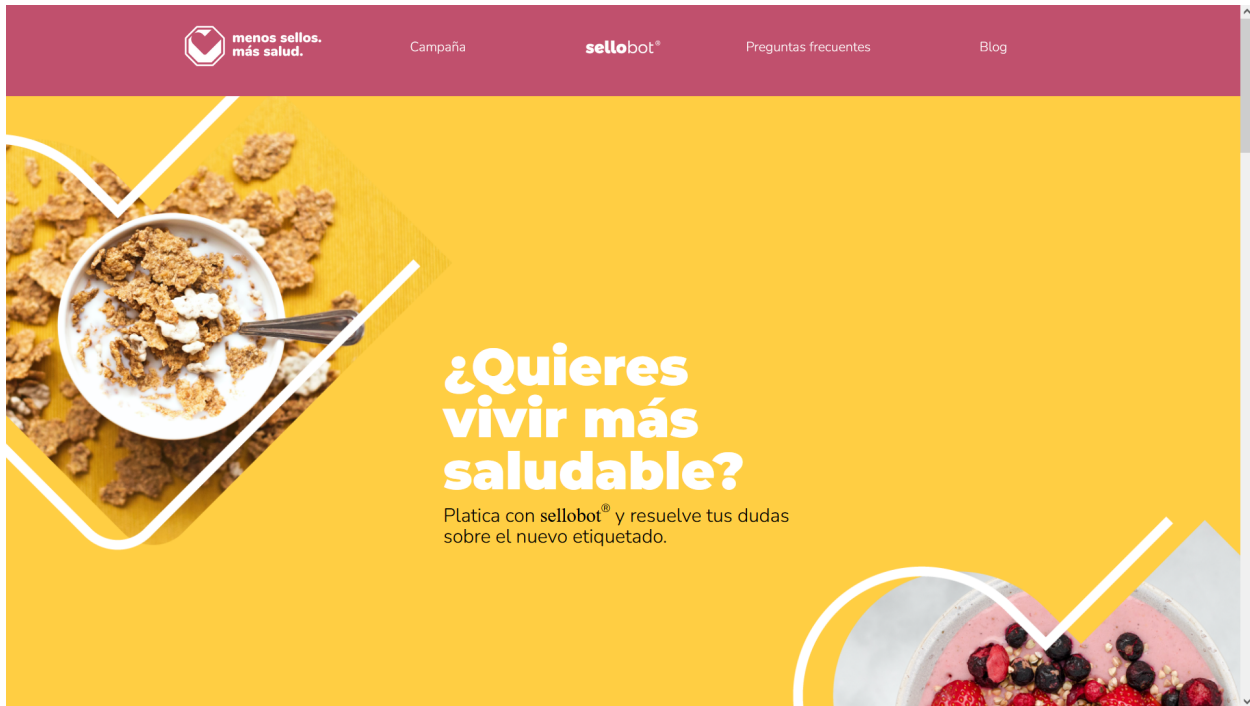 menos sellos.
más salud.
Campaña
sellobot®
Preguntas frecuentes
Blog
¿Quieres
vivir más
saludable?
Platica con sellobot® y resuelve tus dudas
sobre el nuevo etiquetado.